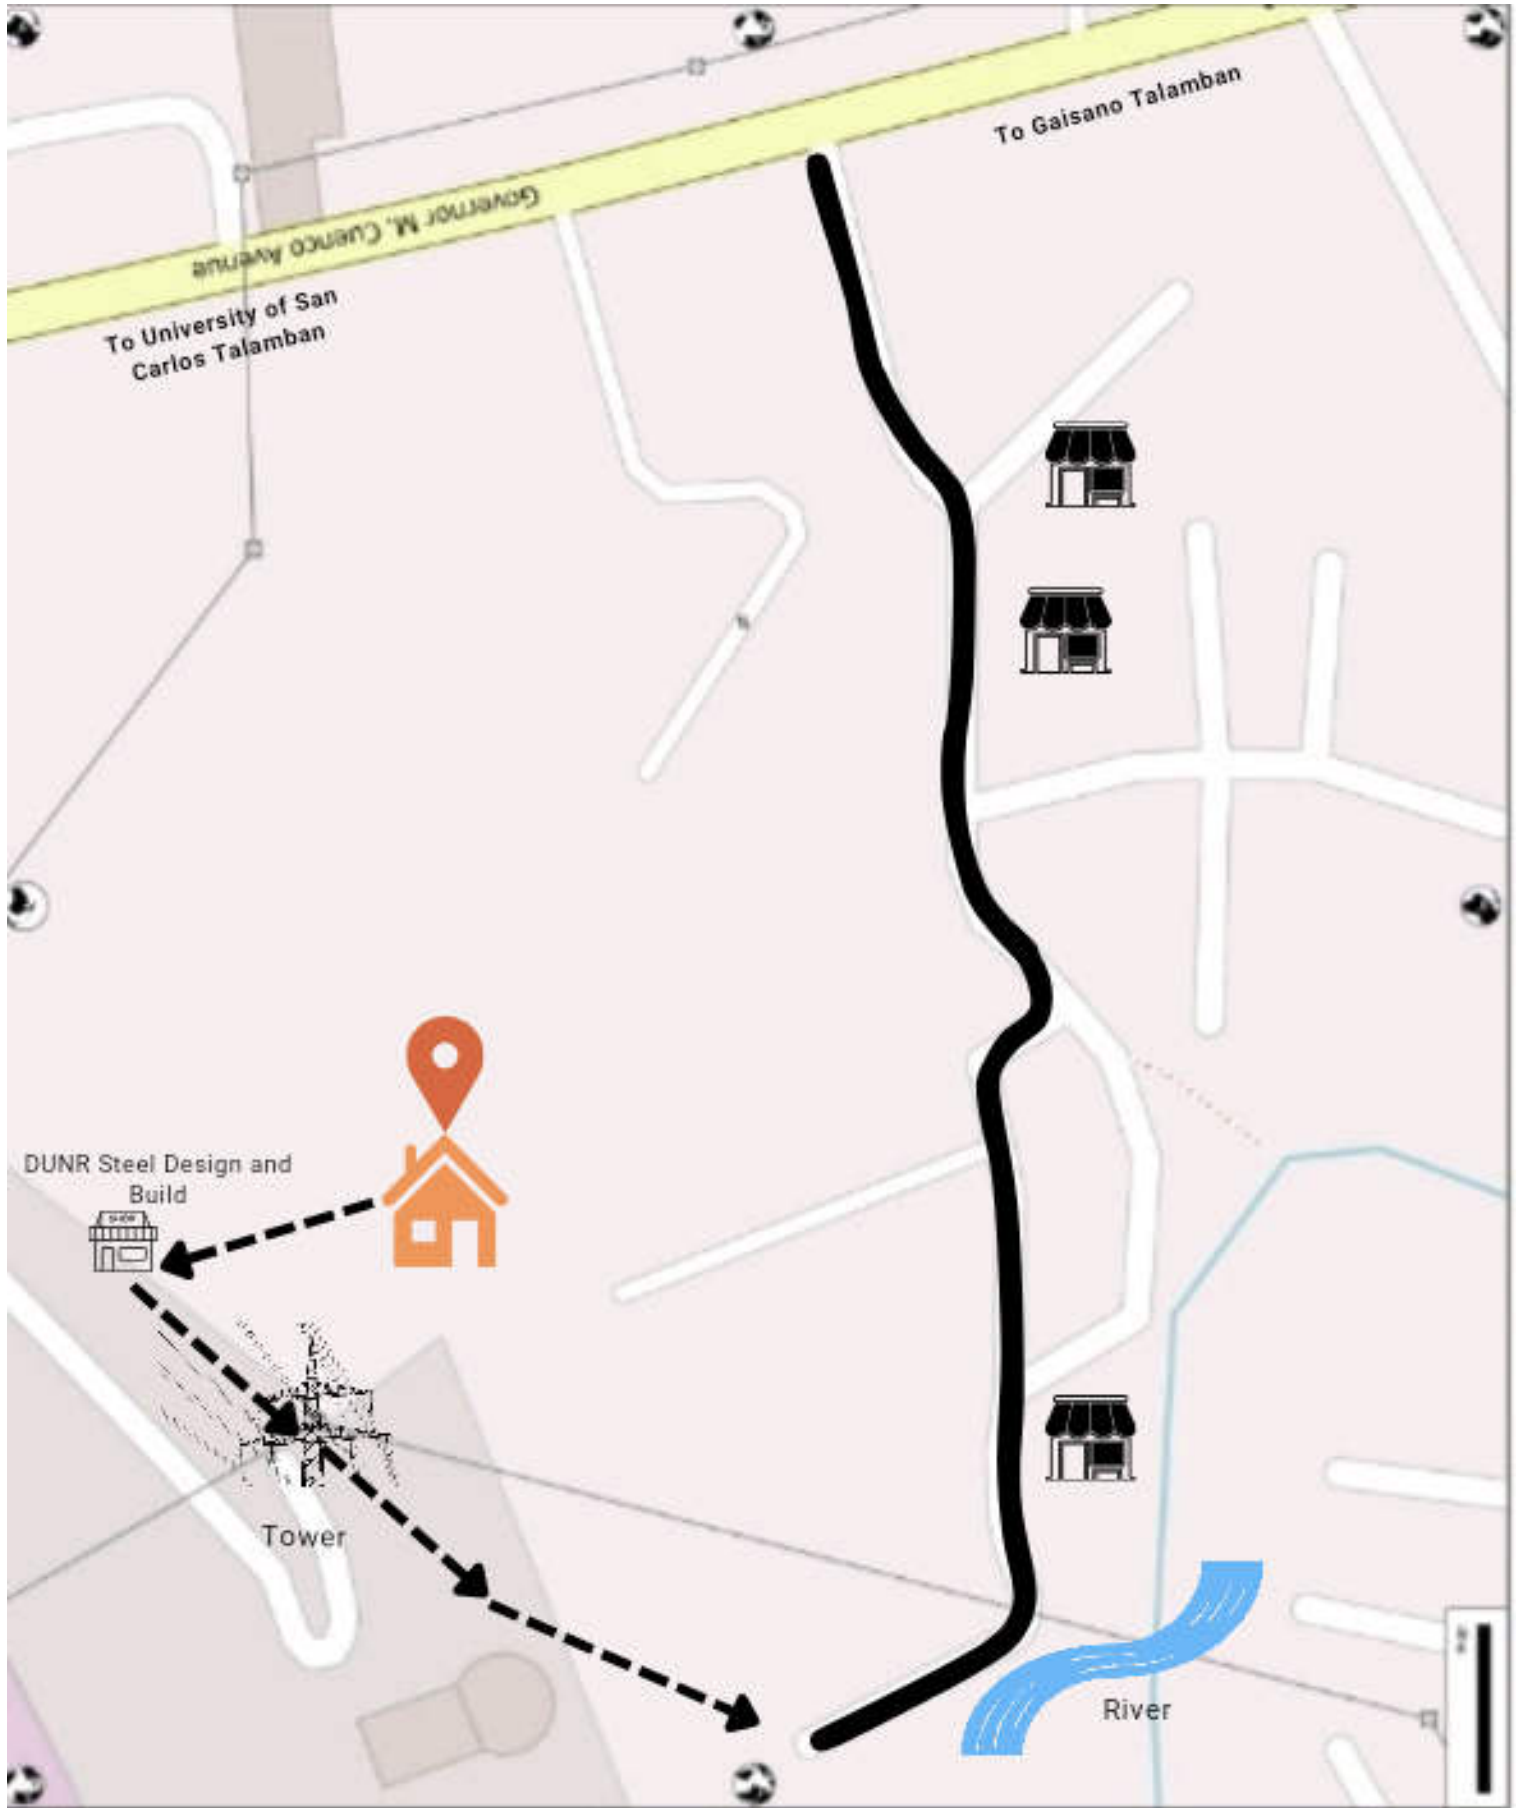 To Gaisano Talamban
Governor M. Cuenco Avenue
To University of San
Carlos Talamban
DUNR Steel Design and
Build
SHOP
Tower
River